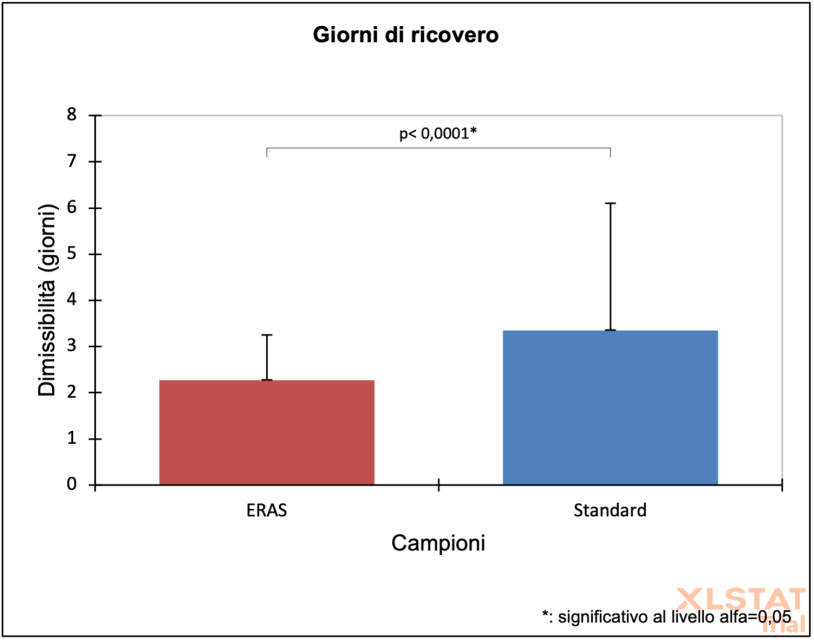 Giorni di ricovero
8
p< 0,0001*
7
6
5
4
3
2
1
0
Dimissibilità (giorni)
ERAS Standard
Campioni
XLSTAT
*: significativo al livello alfa=0,05
Trial